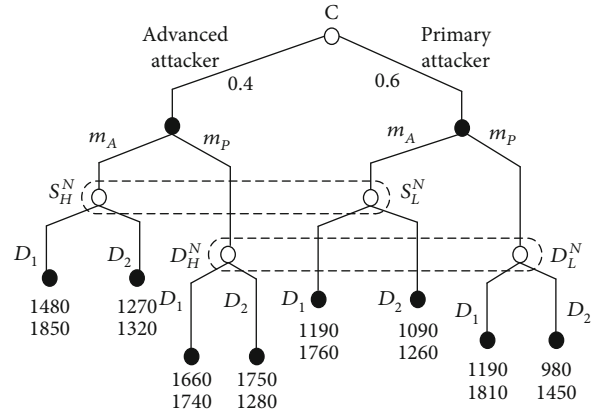 C
Advanced attacker
Primary attacker
0.4
0.6
m_A
m_P
m_A
m_P
S_H^N
S_L^N
D_1
D_2
D_H^N
D_L^N
D_1
D_2
D_1
D_2
D_1
D_2
1480
1850
1270
1320
1190
1760
1090
1260
1660
1740
1750
1280
1190
1810
980
1450